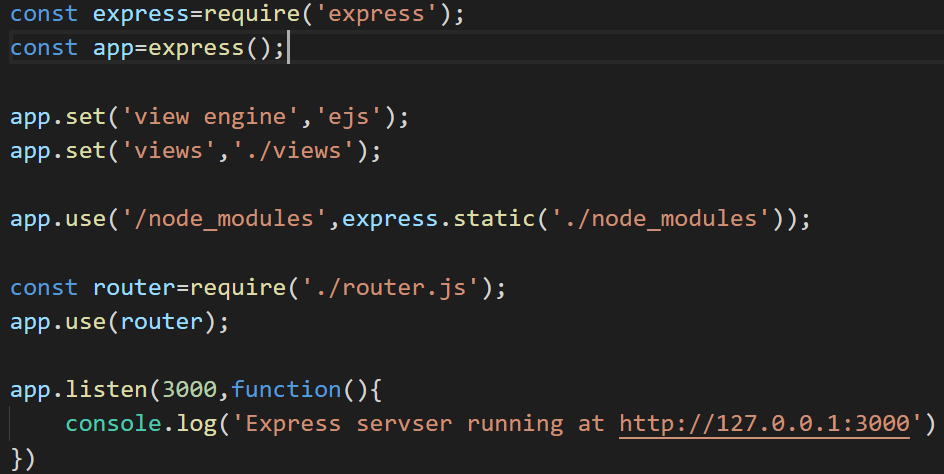 const express=require('express');
const app=express();
app.set('view engine','ejs');
app.set('views','./views');
app.use('/node_modules',express.static('./node_modules'));
const router=require('./router.js');
app.use(router);
app.listen(3000,function(){
console.log('Express servser running at http://127.0.0.1:3000')
})